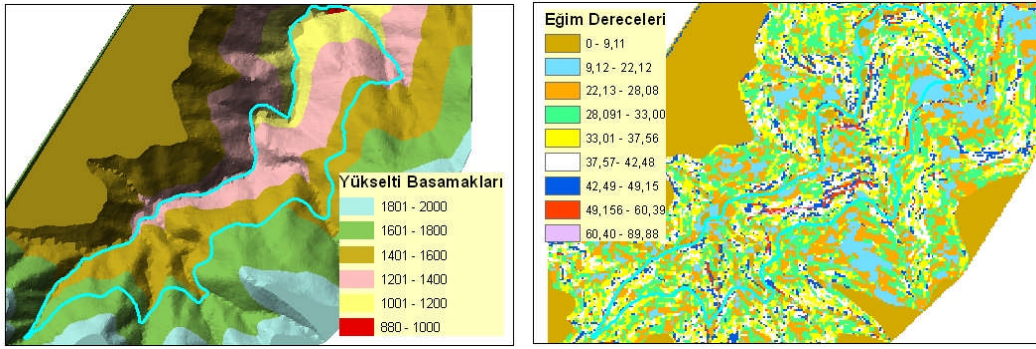 Yükselti Basamakları
1801 - 2000
1601 - 1800
1401 - 1600
1201 - 1400
1001 - 1200
880 - 1000
Eğim Dereceleri
0 - 9,11
9,12 - 22,12
22,13 - 28,08
28,091 - 33,00
33,01 - 37,56
37,57- 42,48
42,49 - 49,15
49,156 - 60,39
60,40 - 89,88